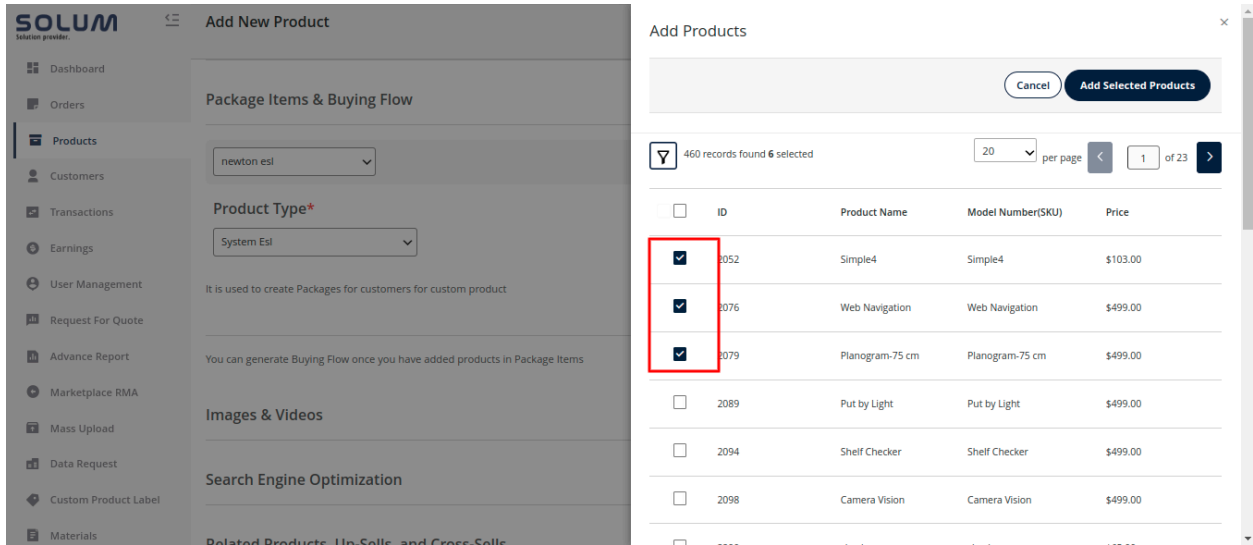 SOLUM
Solution provider.
Dashboard
Orders
Products
Customers
Transactions
Earnings
User Management
Request For Quote
Advance Report
Marketplace RMA
Mass Upload
Data Request
Custom Product Label
Materials
Add New Product
Package Items & Buying Flow
newton esl
Product Type*
System Esl
It is used to create Packages for customers for custom product
You can generate Buying Flow once you have added products in Package Items
Images & Videos
Search Engine Optimization
Related Products, Up-Sells, and Cross-Sells
Add Products
×
Cancel Add Selected Products
460 records found 6 selected 20 per page < 1 of 23 >
ID Product Name Model Number(SKU) Price
2052 Simple4 Simple4 $103.00
2076 Web Navigation Web Navigation $499.00
2079 Planogram-75 cm Planogram-75 cm $499.00
2089 Put by Light Put by Light $499.00
2094 Shelf Checker Shelf Checker $499.00
2098 Camera Vision Camera Vision $499.00